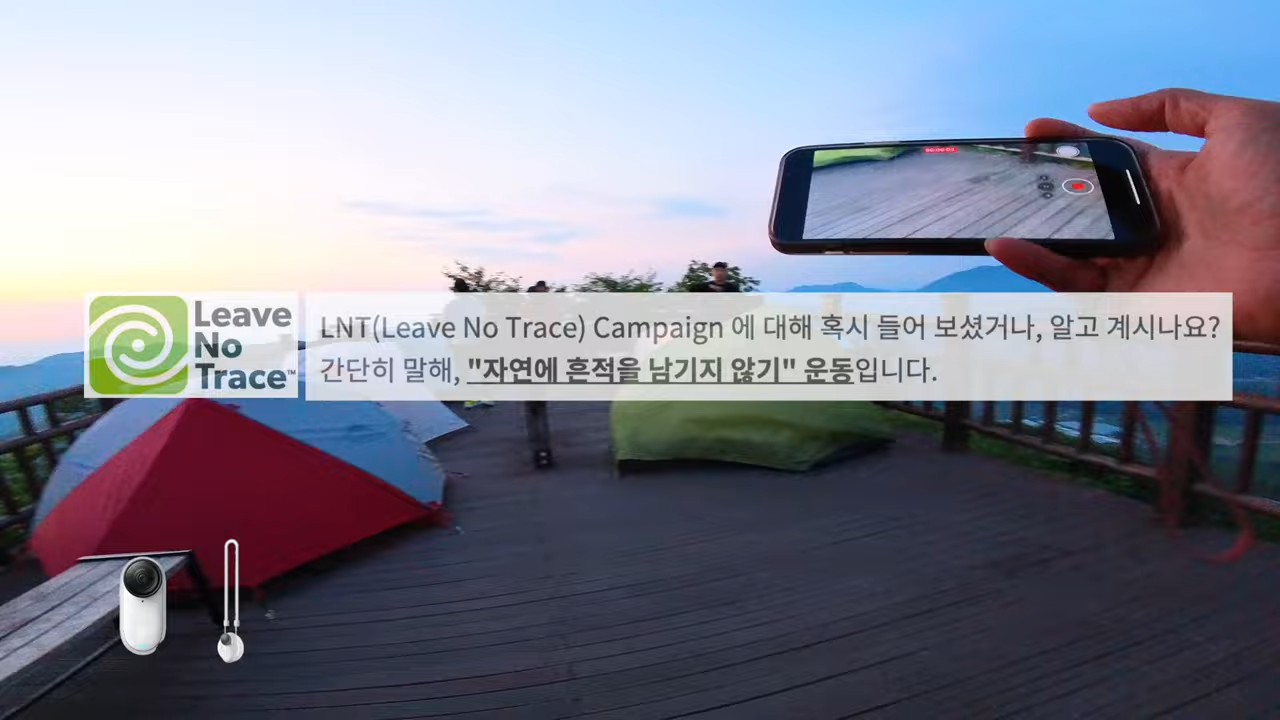 Leave
No
Trace™
LNT(Leave No Trace) Campaign 에 대해 혹시 들어 보셨거나, 알고 계시나요?
간단히 말해, "자연에 흔적을 남기지 않기" 운동입니다.